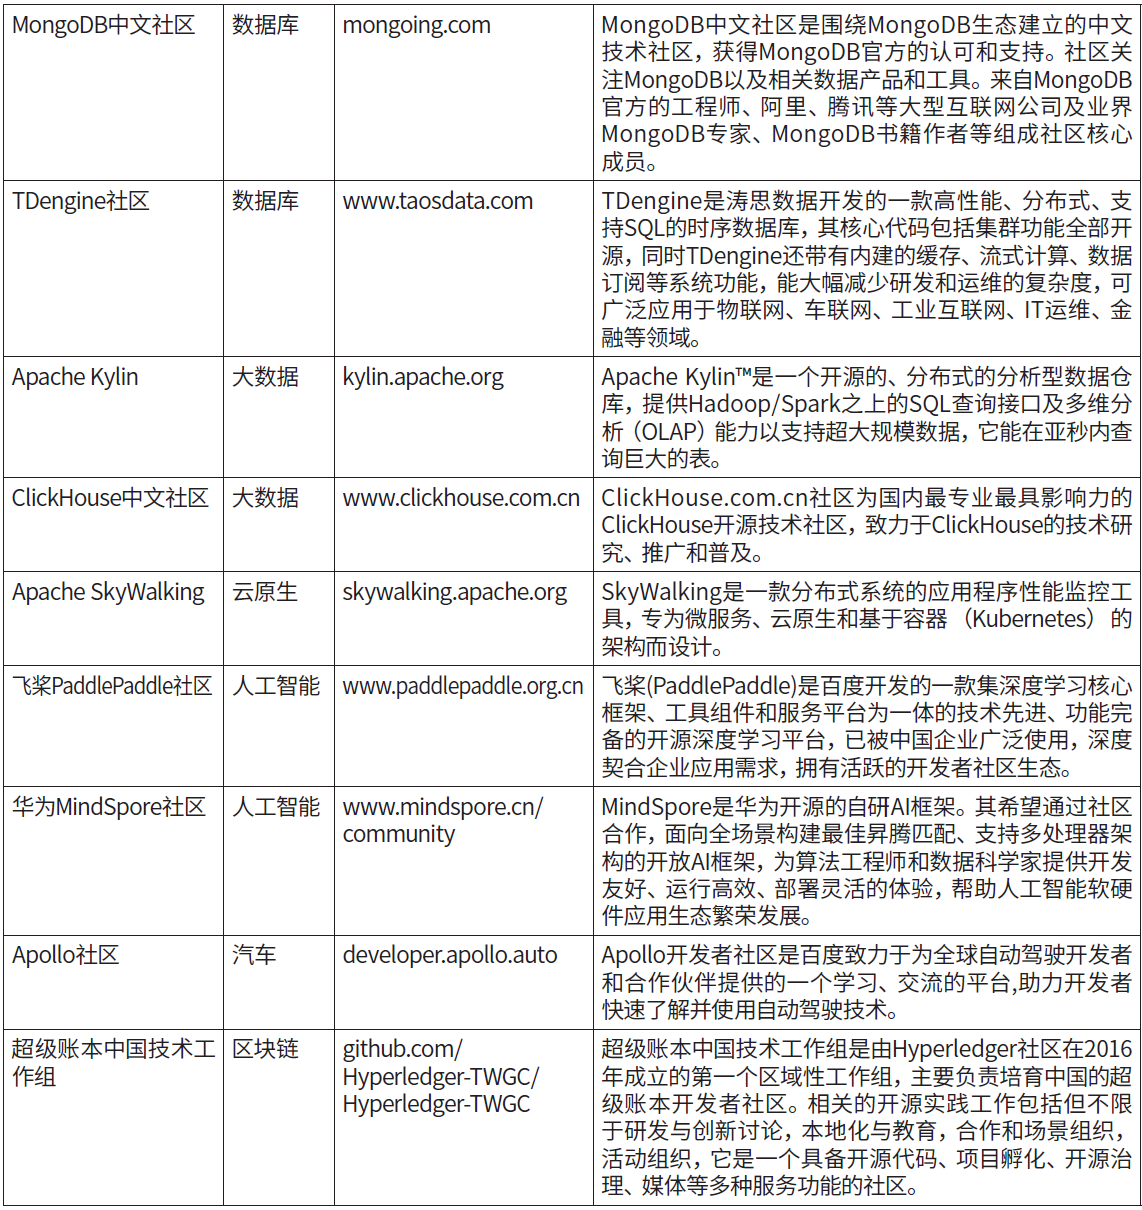 MongoDB中文社区
数据库
mongoing.com
MongoDB中文社区是围绕MongoDB生态建立的中文
技术社区，获得MongoDB官方的认可和支持。社区关
注MongoDB以及相关数据产品和工具。来自MongoDB
官方的工程师、阿里、腾讯等大型互联网公司及业界
MongoDB专家、MongoDB书籍作者等组成社区核心
成员。
TDengine社区
数据库
www.taosdata.com
TDengine是涛思数据开发的一款高性能、分布式、支
持SQL的时序数据库，其核心代码包括集群功能全部开
源，同时TDengine还带有内建的缓存、流式计算、数据
订阅等系统功能，能大幅减少研发和运维的复杂度，可
广泛应用于物联网、车联网、工业互联网、IT运维、金
融等领域。
Apache Kylin
大数据
kylin.apache.org
Apache Kylin™是一个开源的、分布式的分析型数据仓
库，提供Hadoop/Spark之上的SQL查询接口及多维分
析（OLAP）能力以支持超大规模数据，它能在亚秒内查
询巨大的表。
ClickHouse中文社区
大数据
www.clickhouse.com.cn
ClickHouse.com.cn社区为国内最专业最具影响力的
ClickHouse开源技术社区，致力于ClickHouse的技术研
究、推广和普及。
Apache SkyWalking
云原生
skywalking.apache.org
SkyWalking是一款分布式系统的应用程序性能监控工
具，专为微服务、云原生和基于容器（Kubernetes）的
架构而设计。
飞桨PaddlePaddle社区
人工智能
www.paddlepaddle.org.cn
飞桨(PaddlePaddle)是百度开发的一款集深度学习核心
框架、工具组件和服务平台为一体的技术先进、功能完
备的开源深度学习平台，已被中国企业广泛使用，深度
契合企业应用需求，拥有活跃的开发者社区生态。
华为MindSpore社区
人工智能
www.mindspore.cn/
community
MindSpore是华为开源的自研AI框架。其希望通过社区
合作，面向全场景构建最佳昇腾匹配、支持多处理器架
构的开放AI框架，为算法工程师和数据科学家提供开发
友好、运行高效、部署灵活的体验，帮助人工智能软硬
件应用生态繁荣发展。
Apollo社区
汽车
developer.apollo.auto
Apollo开发者社区是百度致力于为全球自动驾驶开发者
和合作伙伴提供的一个学习、交流的平台,助力开发者
快速了解并使用自动驾驶技术。
超级账本中国技术工
作组
区块链
github.com/
Hyperledger-TWGC/
Hyperledger-TWGC
超级账本中国技术工作组是由Hyperledger社区在2016
年成立的第一个区域性工作组，主要负责培育中国的超
级账本开发者社区。相关的开源实践工作包括但不限
于研发与创新讨论，本地化与教育，合作和场景组织，
活动组织，它是一个具备开源代码、项目孵化、开源治
理、媒体等多种服务功能的社区。